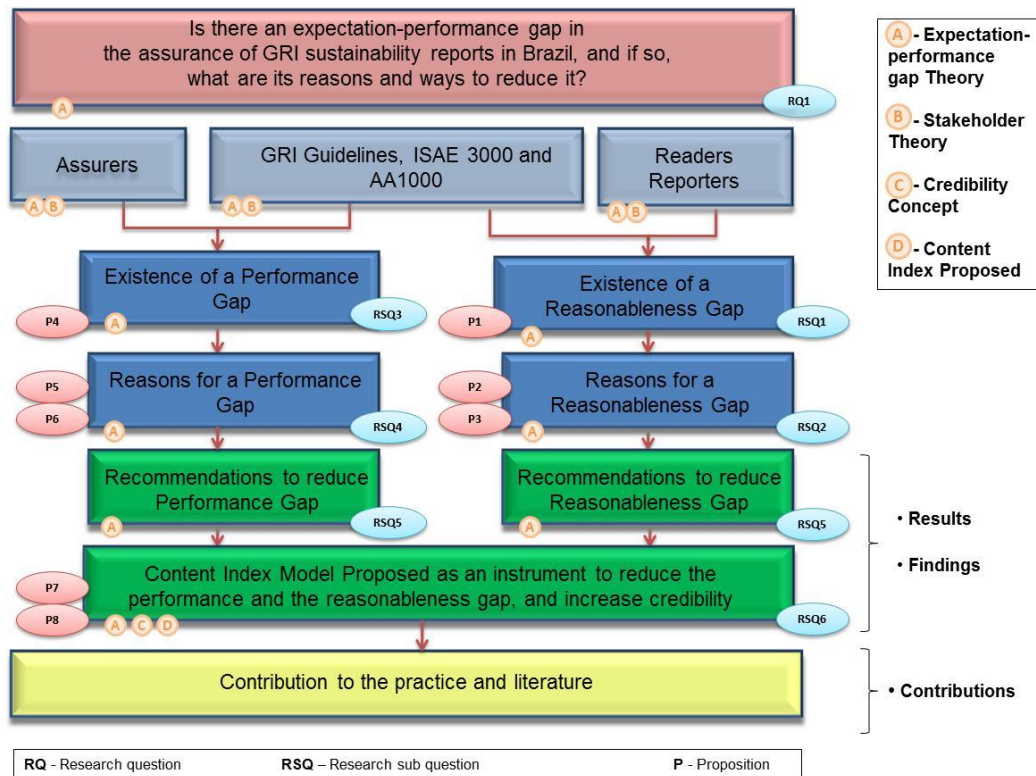 Is there an expectation-performance gap in
the assurance of GRI sustainability reports in Brazil, and if so,
what are its reasons and ways to reduce it?
A
RQ1
Assurers
A B
GRI Guidelines, ISAE 3000 and
AA1000
A B
Readers
Reporters
A B
Existence of a Performance
Gap
P4
A
RSQ3
Existence of a
Reasonableness Gap
P1
A
RSQ1
Reasons for a Performance
Gap
P5
P6
A
RSQ4
Reasons for a
Reasonableness Gap
P2
P3
A
RSQ2
Recommendations to reduce
Performance Gap
A
RSQ5
Recommendations to reduce
Reasonableness Gap
A
RSQ5
Content Index Model Proposed as an instrument to reduce the
performance and the reasonableness gap, and increase credibility
P7
P8
A C D
RSQ6
Contribution to the practice and literature
A - Expectation-
performance
gap Theory
B - Stakeholder
Theory
C - Credibility
Concept
D - Content
Index Proposed
• Results
• Findings
• Contributions
RQ - Research question RSQ – Research sub question P - Proposition